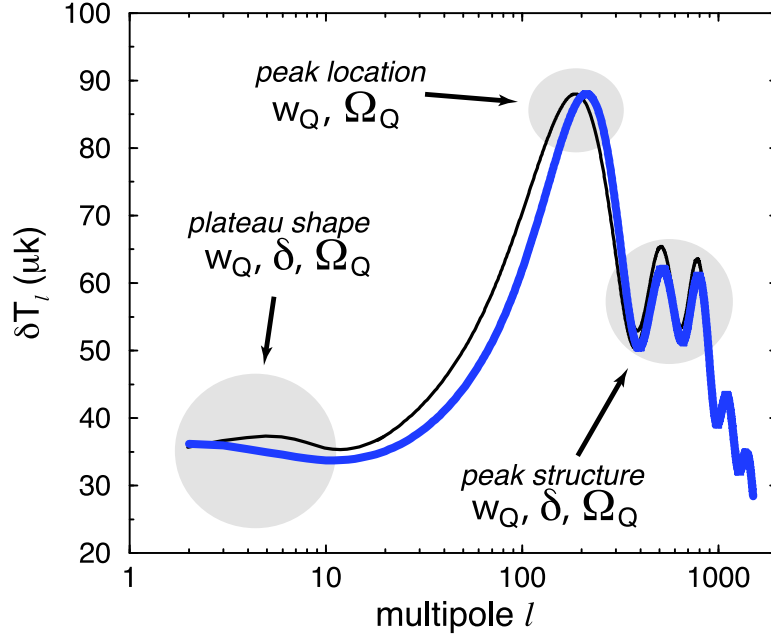 100
90
80
70
60
50
40
30
20
δT_l (μk)
peak location
w_Q, Ω_Q
plateau shape
w_Q, δ, Ω_Q
peak structure
w_Q, δ, Ω_Q
1 10 100 1000
multipole l